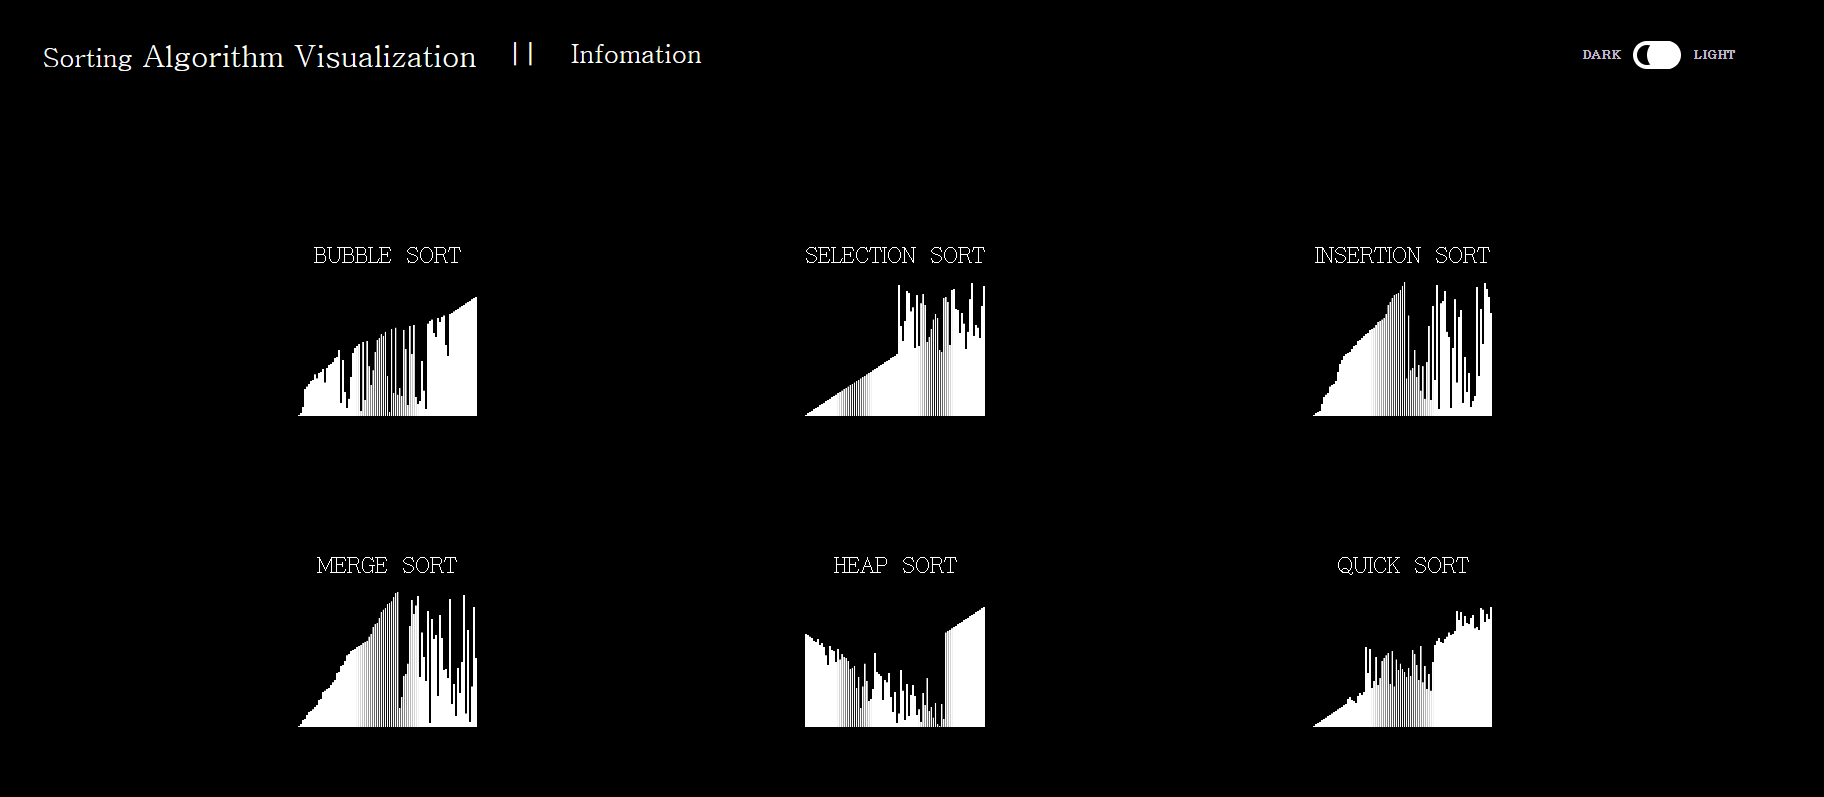 Sorting Algorithm Visualization || Infomation
DARK LIGHT
BUBBLE SORT
SELECTION SORT
INSERTION SORT
MERGE SORT
HEAP SORT
QUICK SORT